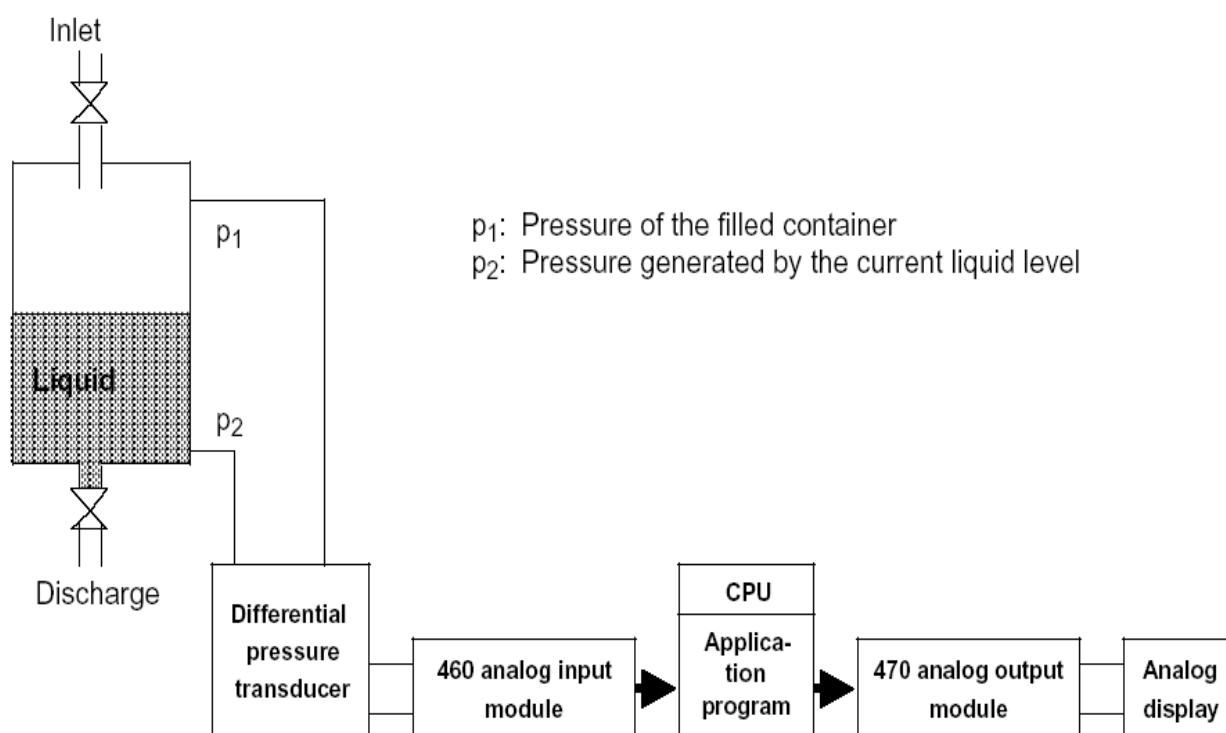 Inlet
p₁
p₁: Pressure of the filled container
p₂: Pressure generated by the current liquid level
Liquid
p₂
Discharge
Differential
pressure
transducer
460 analog input
module
CPU
Applica-
tion
program
470 analog output
module
Analog
display